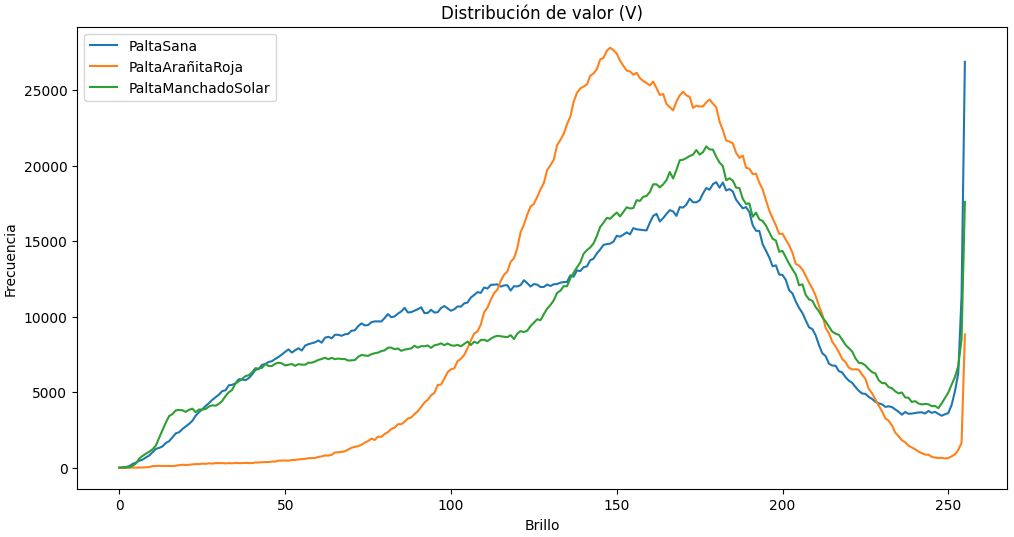 Distribución de valor (V)
PaltaSana
PaltaArañitaRoja
PaltaManchadoSolar
Frecuencia
25000
20000
15000
10000
5000
0
0 50 100 150 200 250
Brillo